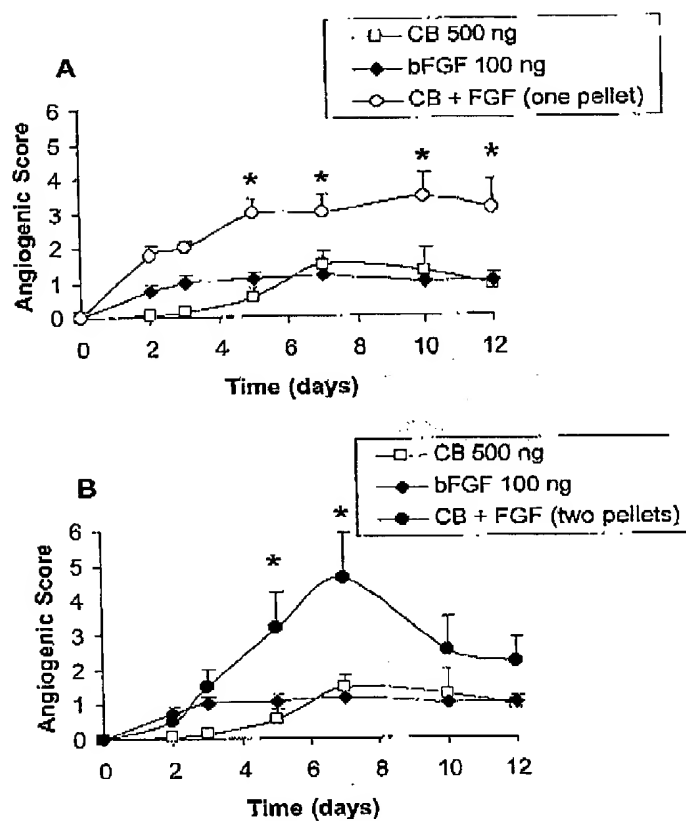 CB 500 ng
bFGF 100 ng
CB + FGF (one pellet)
A
Angiogenic Score
6
5
4
3
2
1
0
* * * *
0 2 4 6 8 10 12
Time (days)
CB 500 ng
bFGF 100 ng
CB + FGF (two pellets)
B
Angiogenic Score
6
5
4
3
2
1
0
* *
0 2 4 6 8 10 12
Time (days)